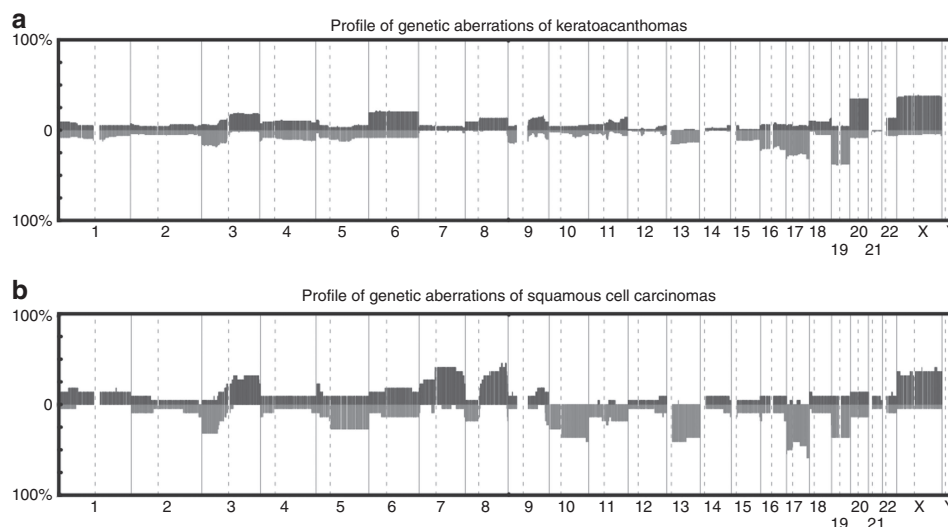 a
Profile of genetic aberrations of keratoacanthomas
100%
0
100%
1 2 3 4 5 6 7 8 9 10 11 12 13 14 15 16 17 18 20 22 X
19 21
b
Profile of genetic aberrations of squamous cell carcinomas
100%
0
100%
1 2 3 4 5 6 7 8 9 10 11 12 13 14 15 16 17 18 20 22 X
19 21